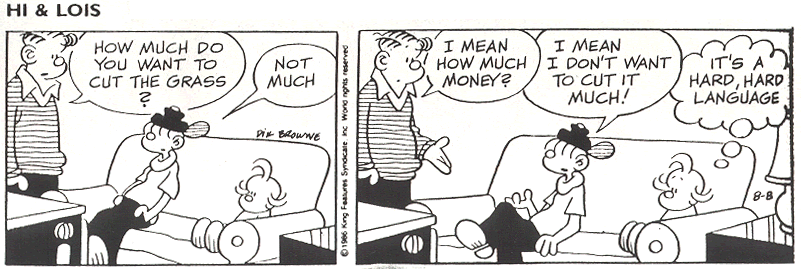 HI & LOIS
HOW MUCH DO
YOU WANT TO
CUT THE GRASS
?
NOT
MUCH
DIK BROWNE
© 1986 King Features Syndicate, Inc World rights reserved
I MEAN
HOW MUCH
MONEY?
I MEAN
I DON'T WANT
TO CUT IT
MUCH!
IT'S A
HARD, HARD
LANGUAGE
8-8